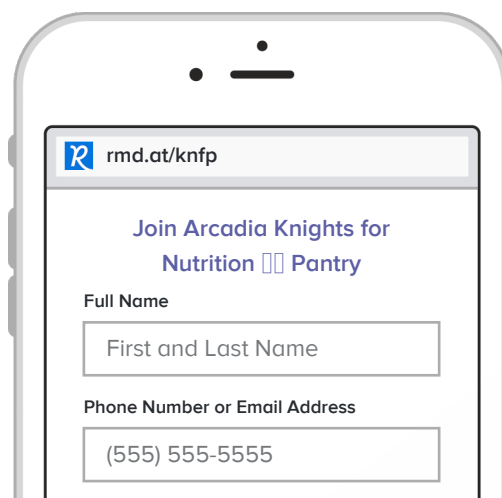 rmd.at/knfp
Join Arcadia Knights for
Nutrition Pantry
Full Name
First and Last Name
Phone Number or Email Address
(555) 555-5555